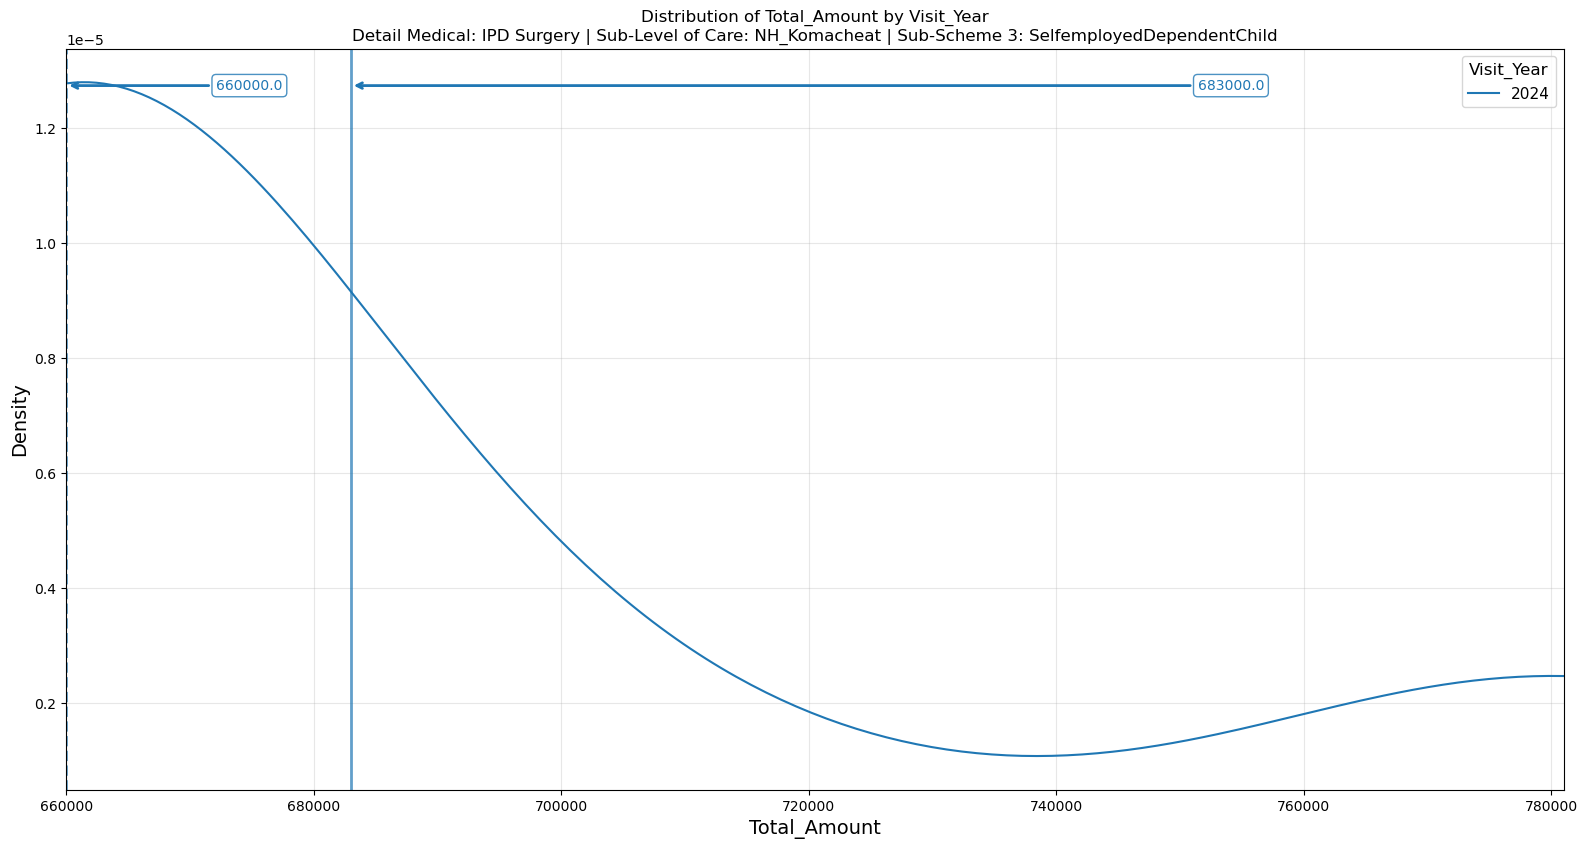 Distribution of Total_Amount by Visit_Year
Detail Medical: IPD Surgery | Sub-Level of Care: NH_Komacheat | Sub-Scheme 3: SelfemployedDependentChild
1e−5
660000.0
683000.0
Visit_Year
2024
1.2
1.0
0.8
0.6
0.4
0.2
Density
660000
680000
700000
720000
740000
760000
780000
Total_Amount